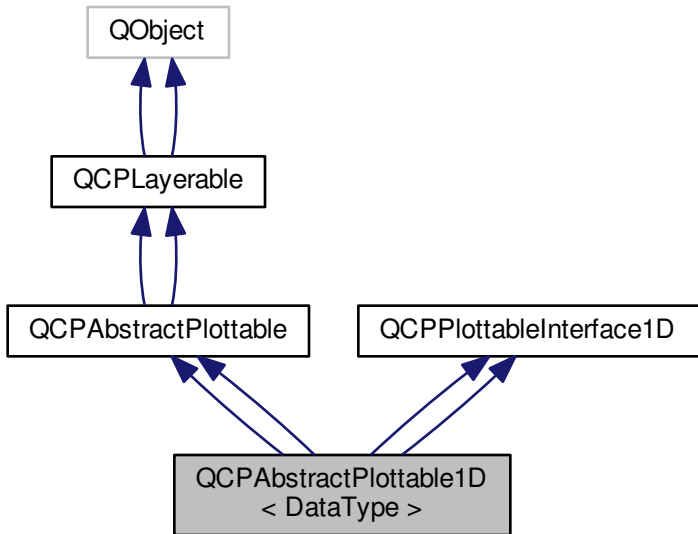 QObject
QCPLayerable
QCPAbstractPlottable
QCPPlottableInterface1D
QCPAbstractPlottable1D
< DataType >